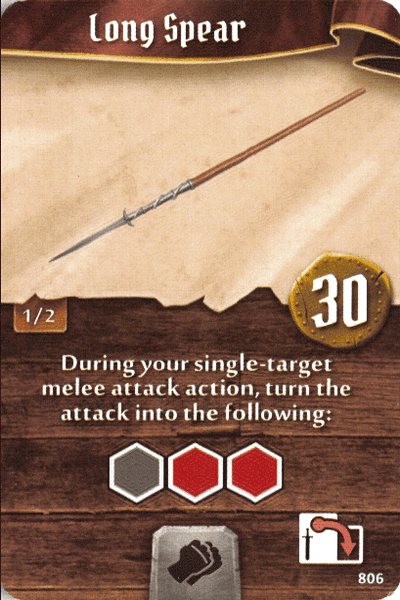 Long Spear
30
1/2
During your single-target
melee attack action, turn the
attack into the following:
806